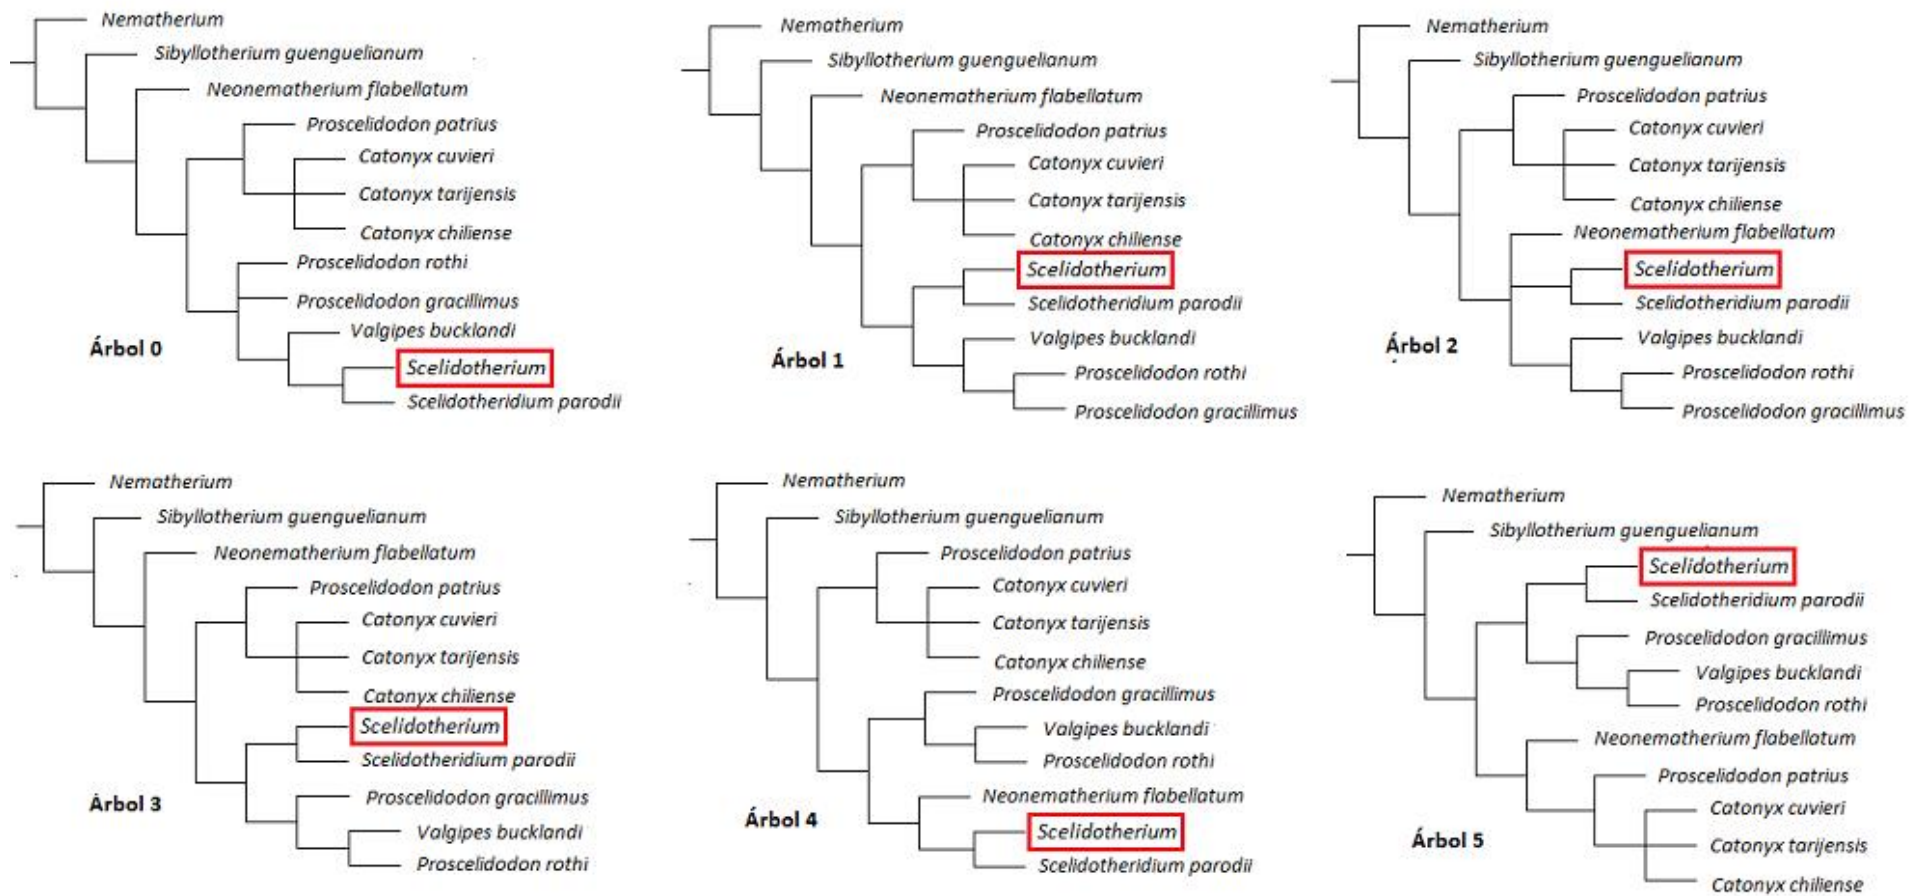 Nematherium
Sibyllotherium guenguelianum
Neonematherium flabellatum
Proscelidodon patrius
Catonyx cuvieri
Catonyx tarijensis
Catonyx chiliense
Proscelidodon rothi
Proscelidodon gracillimus
Valgipes bucklandi
Scelidotherium
Scelidotheridium parodii
Árbol 0
Nematherium
Sibyllotherium guenguelianum
Neonematherium flabellatum
Proscelidodon patrius
Catonyx cuvieri
Catonyx tarijensis
Catonyx chiliense
Scelidotherium
Scelidotheridium parodii
Valgipes bucklandi
Proscelidodon rothi
Proscelidodon gracillimus
Árbol 1
Nematherium
Sibyllotherium guenguelianum
Proscelidodon patrius
Catonyx cuvieri
Catonyx tarijensis
Catonyx chiliense
Neonematherium flabellatum
Scelidotherium
Scelidotheridium parodii
Valgipes bucklandi
Proscelidodon rothi
Proscelidodon gracillimus
Árbol 2
Nematherium
Sibyllotherium guenguelianum
Neonematherium flabellatum
Proscelidodon patrius
Catonyx cuvieri
Catonyx tarijensis
Catonyx chiliense
Scelidotherium
Scelidotheridium parodii
Proscelidodon gracillimus
Valgipes bucklandi
Proscelidodon rothi
Árbol 3
Nematherium
Sibyllotherium guenguelianum
Proscelidodon patrius
Catonyx cuvieri
Catonyx tarijensis
Catonyx chiliense
Proscelidodon gracillimus
Valgipes bucklandi
Proscelidodon rothi
Neonematherium flabellatum
Scelidotherium
Scelidotheridium parodii
Árbol 4
Nematherium
Sibyllotherium guenguelianum
Scelidotherium
Scelidotheridium parodii
Proscelidodon gracillimus
Valgipes bucklandi
Proscelidodon rothi
Neonematherium flabellatum
Proscelidodon patrius
Catonyx cuvieri
Catonyx tarijensis
Catonyx chiliense
Árbol 5